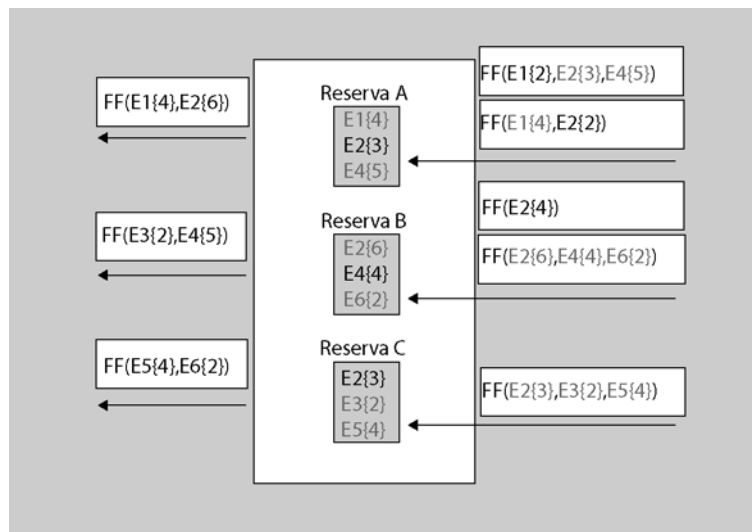 FF(E1{4},E2{6})
FF(E3{2},E4{5})
FF(E5{4},E6{2})
Reserva A
E1{4}
E2{3}
E4{5}
Reserva B
E2{6}
E4{4}
E6{2}
Reserva C
E2{3}
E3{2}
E5{4}
FF(E1{2},E2{3},E4{5})
FF(E1{4},E2{2})
FF(E2{4})
FF(E2{6},E4{4},E6{2})
FF(E2{3},E3{2},E5{4})